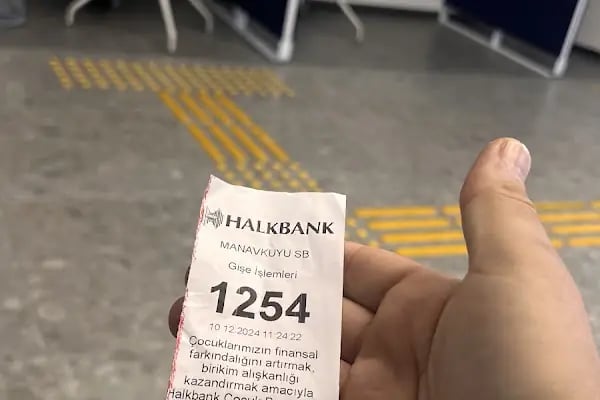 HALKBANK
MANAVKUYU SB
Gişe İşlemleri
1254
10.12.2024 11:24:22
Çocuklarımızın finansal
farkındalığını artırmak,
birikim alışkanlığı
kazandırmak amacıyla
Halkbank Çocuk